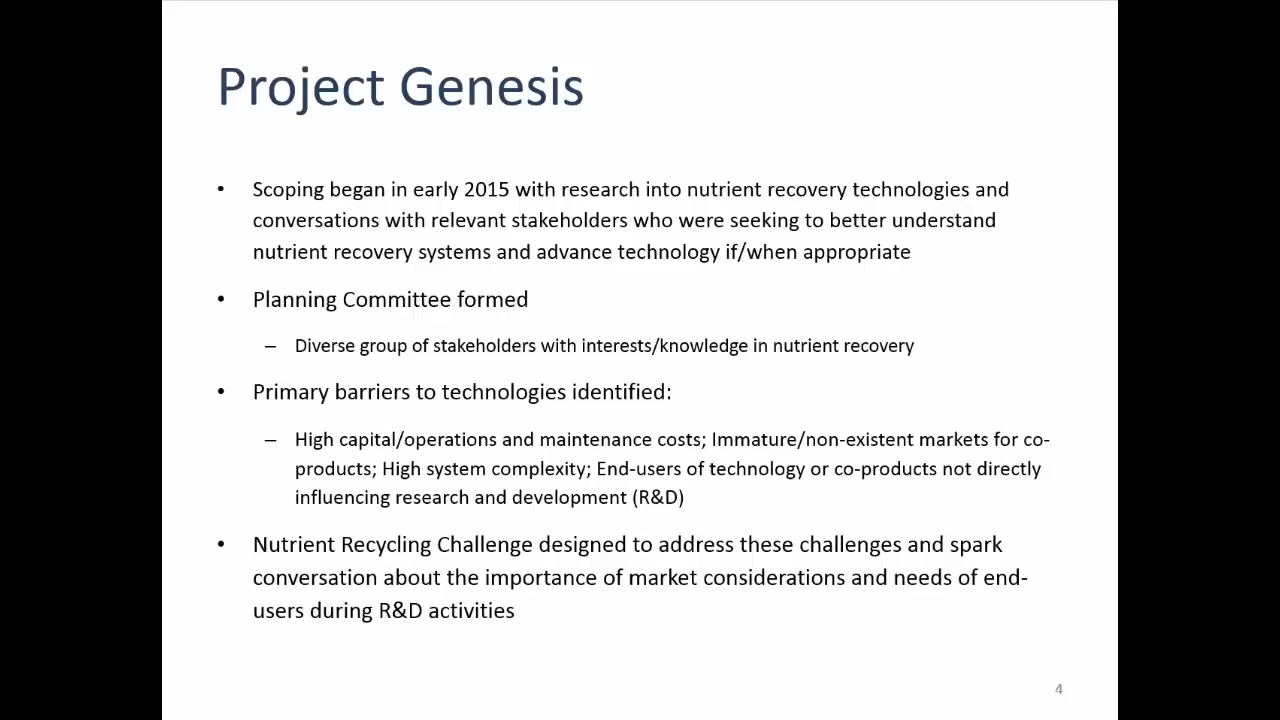 Project Genesis
• Scoping began in early 2015 with research into nutrient recovery technologies and
conversations with relevant stakeholders who were seeking to better understand
nutrient recovery systems and advance technology if/when appropriate
• Planning Committee formed
– Diverse group of stakeholders with interests/knowledge in nutrient recovery
• Primary barriers to technologies identified:
– High capital/operations and maintenance costs; Immature/non-existent markets for co-
products; High system complexity; End-users of technology or co-products not directly
influencing research and development (R&D)
• Nutrient Recycling Challenge designed to address these challenges and spark
conversation about the importance of market considerations and needs of end-
users during R&D activities
4